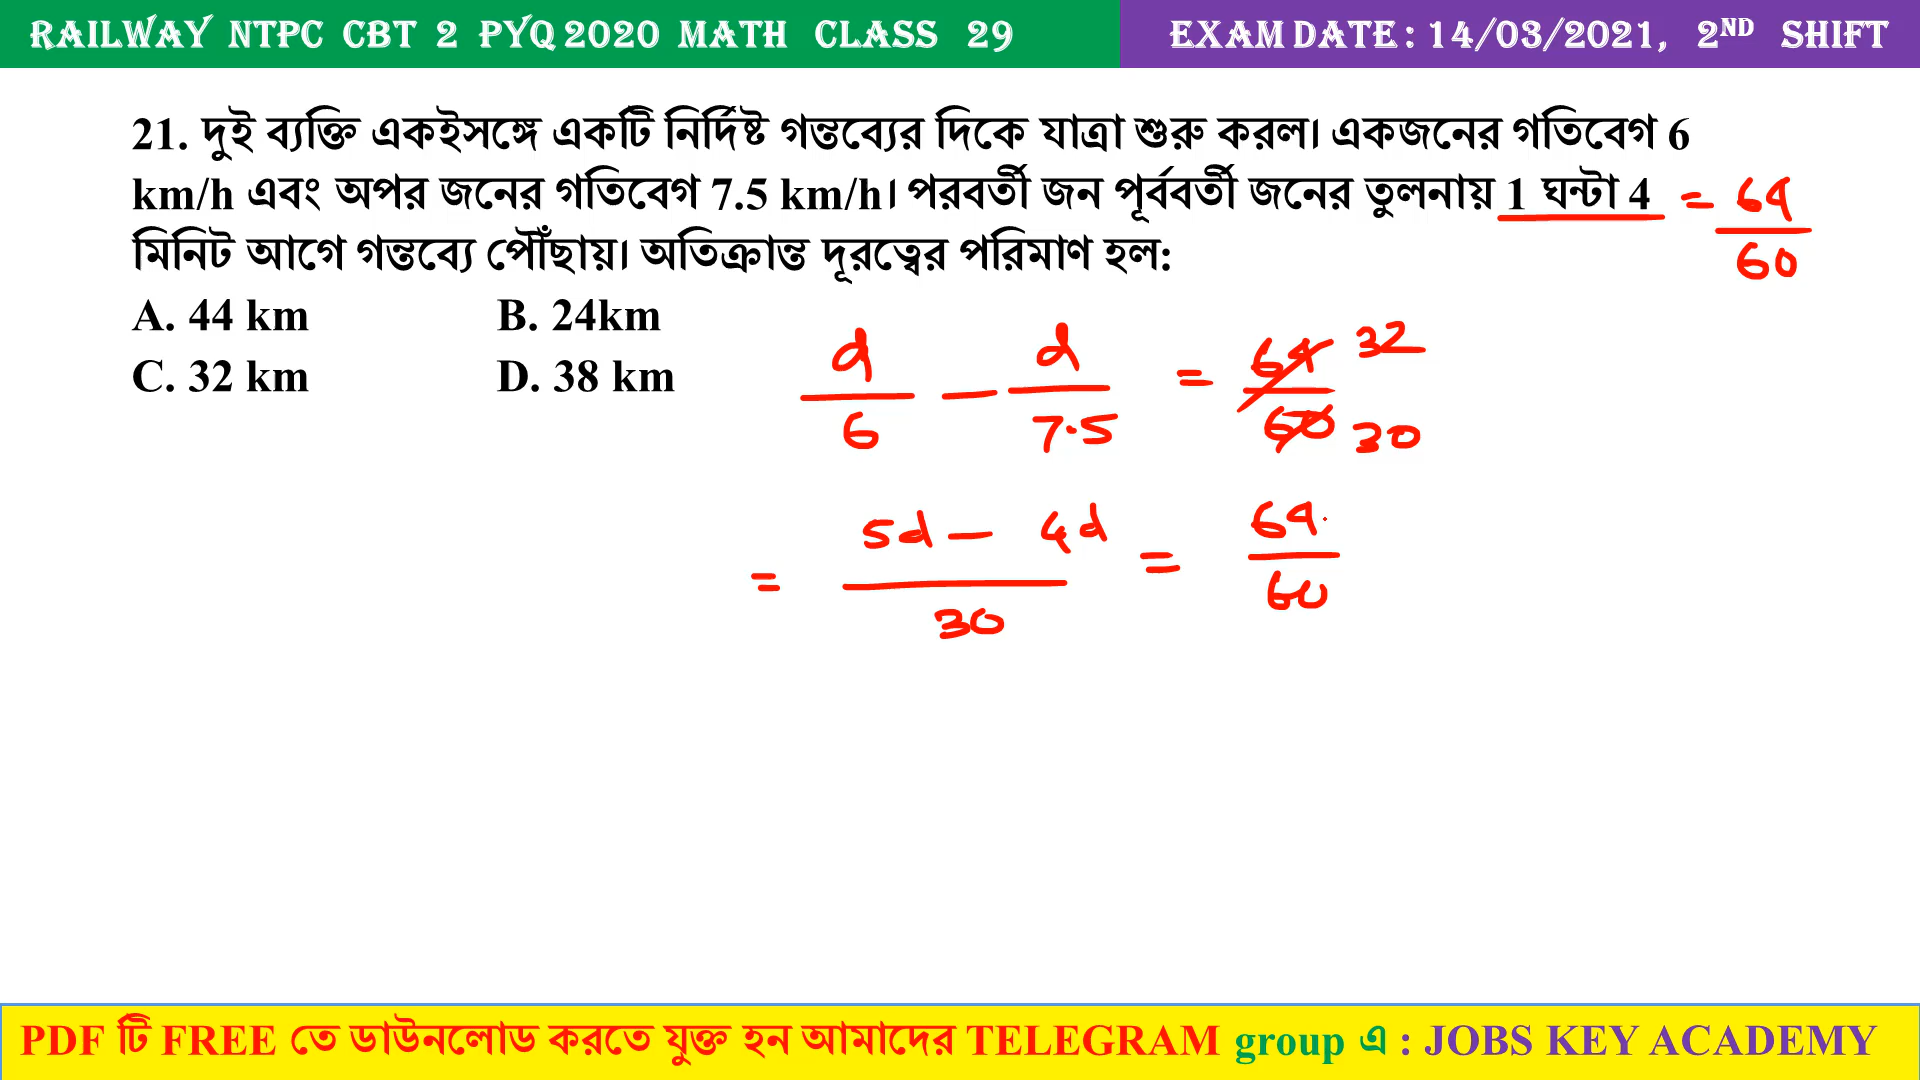 RAILWAY NTPC CBT 2 PYQ 2020 MATH CLASS 29
EXAM DATE : 14/03/2021, 2ND SHIFT
21. দুই ব্যক্তি একইসঙ্গে একটি নির্দিষ্ট গন্তব্যের দিকে যাত্রা শুরু করল। একজনের গতিবেগ 6
km/h এবং অপর জনের গতিবেগ 7.5 km/h। পরবর্তী জন পূর্ববর্তী জনের তুলনায় 1 ঘন্টা 4
মিনিট আগে গন্তব্যে পৌঁছায়। অতিক্রান্ত দূরত্বের পরিমাণ হল:
= 64/60
A. 44 km B. 24km
C. 32 km D. 38 km
d/6 - d/7.5 = 64/60 32/30
= 5d - 4d/30 = 64/60
PDF টি FREE তে ডাউনলোড করতে যুক্ত হন আমাদের TELEGRAM group এ : JOBS KEY ACADEMY